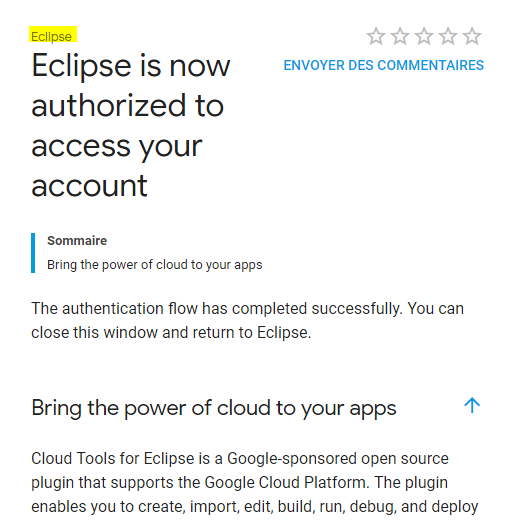 Eclipse
Eclipse is now
authorized to
access your
account
ENVOYER DES COMMENTAIRES
Sommaire
Bring the power of cloud to your apps
The authentication flow has completed successfully. You can
close this window and return to Eclipse.
Bring the power of cloud to your apps
Cloud Tools for Eclipse is a Google-sponsored open source
plugin that supports the Google Cloud Platform. The plugin
enables you to create, import, edit, build, run, debug, and deploy